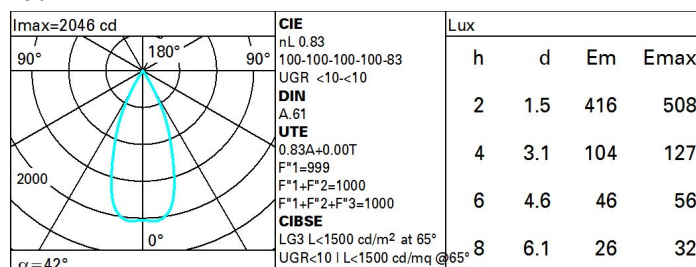 Imax=2046 cd
90° 180° 90°
2000
0°
α=42°
CIE
nL 0.83
100-100-100-100-83
UGR <10-<10
DIN
A.61
UTE
0.83A+0.00T
F"1=999
F"1+F"2=1000
F"1+F"2+F"3=1000
CIBSE
LG3 L<1500 cd/m² at 65°
UGR<10 | L<1500 cd/mq @65°
Lux
h d Em Emax
2 1.5 416 508
4 3.1 104 127
6 4.6 46 56
8 6.1 26 32